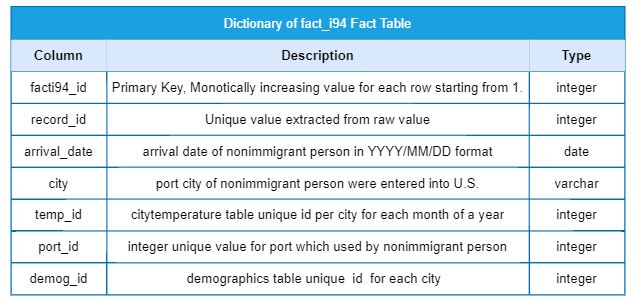 Dictionary of fact_i94 Fact Table
Column Description Type
facti94_id Primary Key, Monotically increasing value for each row starting from 1. integer
record_id Unique value extracted from raw value integer
arrival_date arrival date of nonimmigrant person in YYYY/MM/DD format date
city port city of nonimmigrant person were entered into U.S. varchar
temp_id citytemperature table unique id per city for each month of a year integer
port_id integer unique value for port which used by nonimmigrant person integer
demog_id demographics table unique id for each city integer